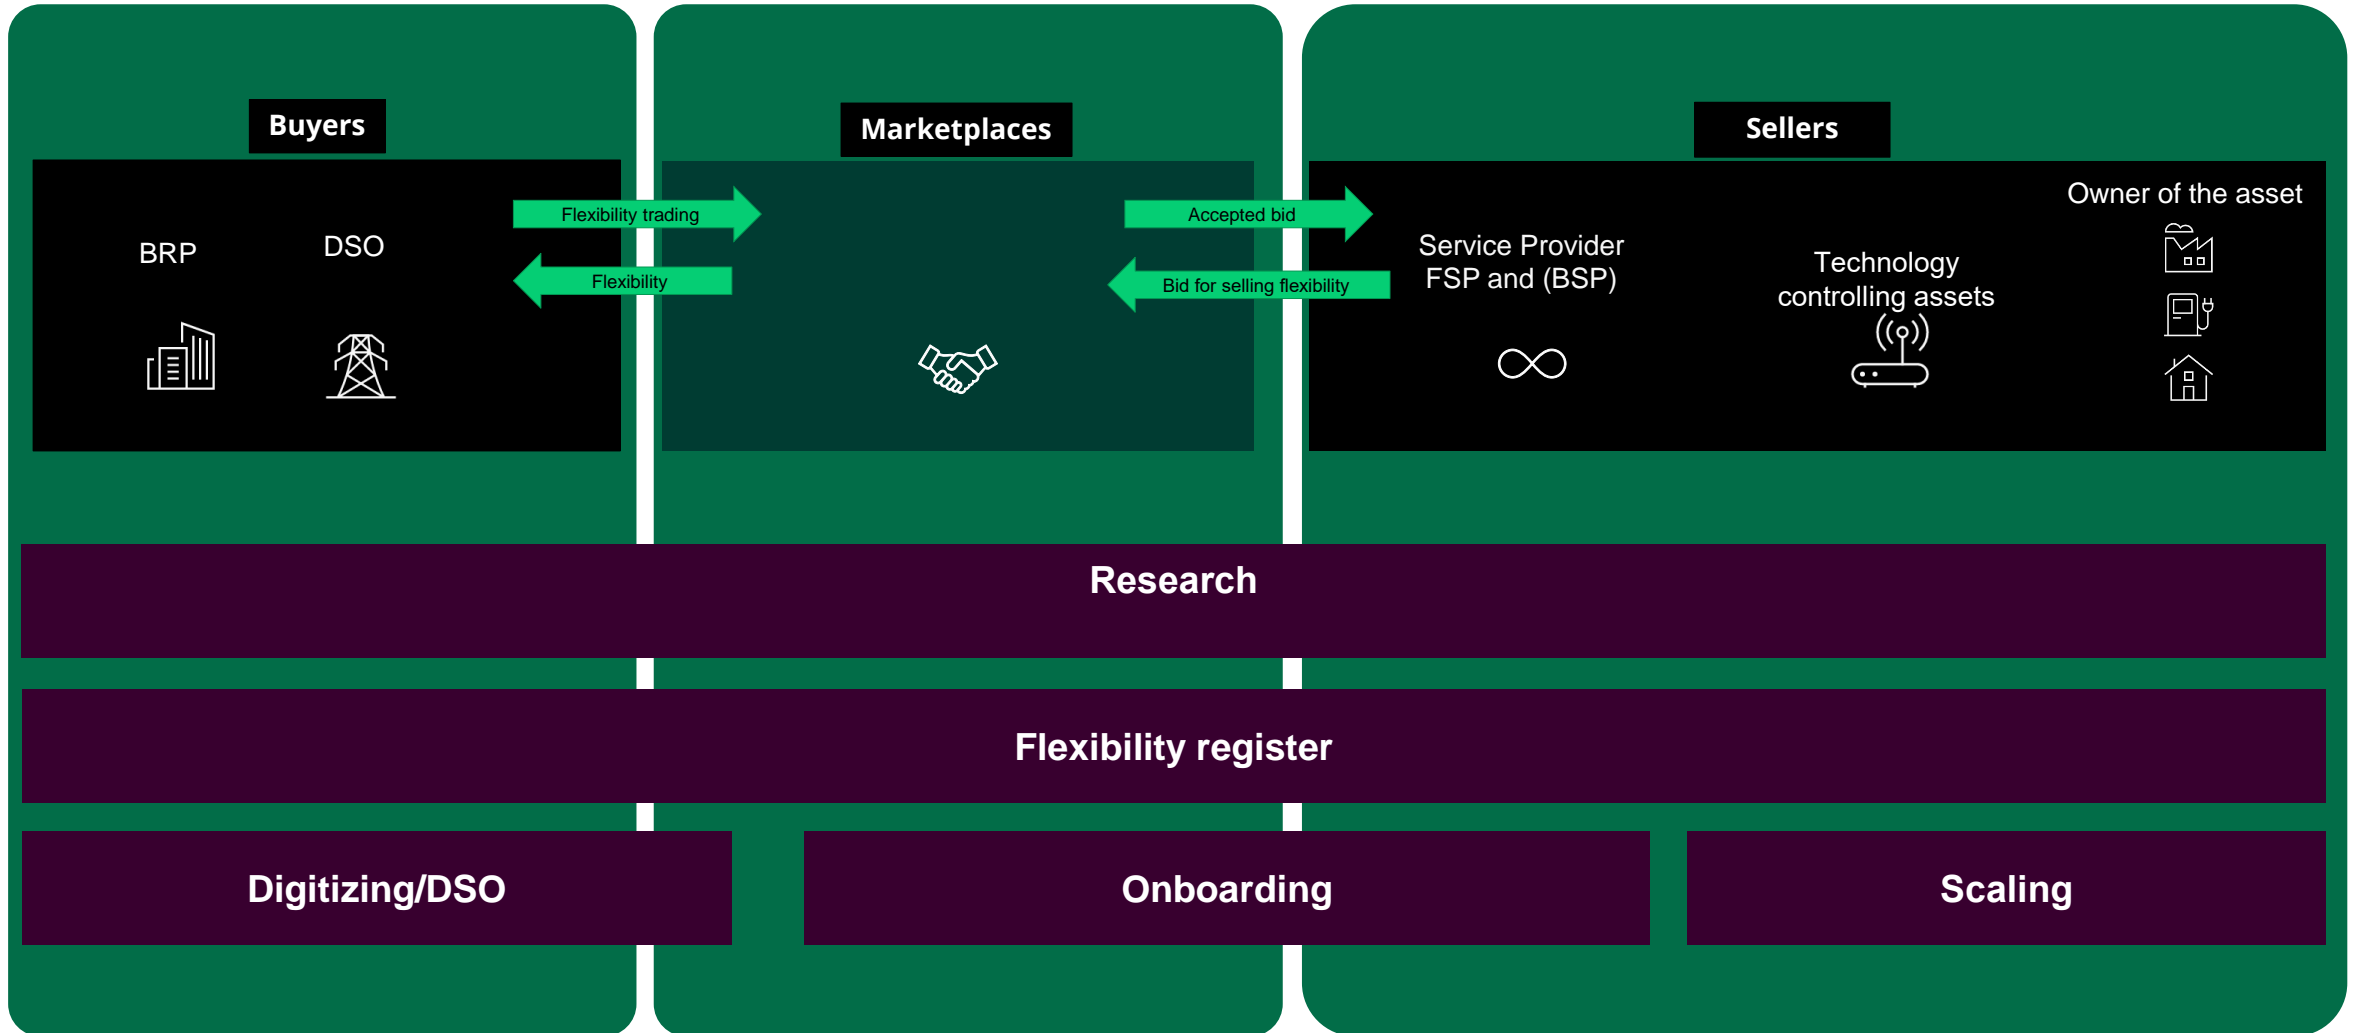 Buyers
Marketplaces
Sellers
BRP
DSO
Flexibility trading
Flexibility
Accepted bid
Bid for selling flexibility
Service Provider
FSP and (BSP)
Technology
controlling assets
Owner of the asset
Research
Flexibility register
Digitizing/DSO
Onboarding
Scaling